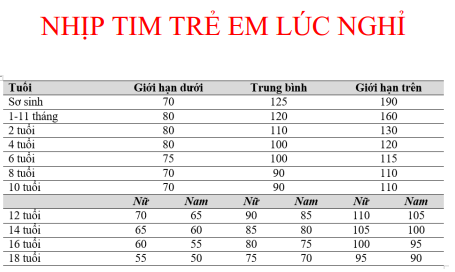 NHỊP TIM TRẺ EM LÚC NGHỈ
Tuổi Giới hạn dưới Trung bình Giới hạn trên
Sơ sinh 70 125 190
1-11 tháng 80 120 160
2 tuổi 80 110 130
4 tuổi 80 100 120
6 tuổi 75 100 115
8 tuổi 70 90 110
10 tuổi 70 90 110
Nữ Nam Nữ Nam Nữ Nam
12 tuổi 70 65 90 85 110 105
14 tuổi 65 60 85 80 105 100
16 tuổi 60 55 80 75 100 95
18 tuổi 55 50 75 70 95 90